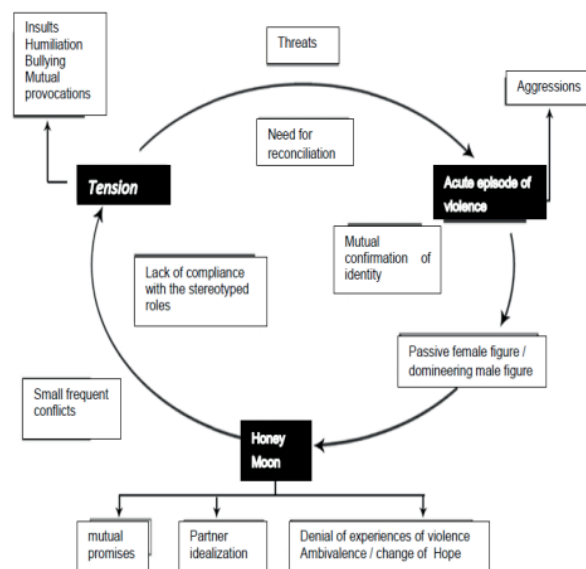 Insults
Humiliation
Bullying
Mutual
provocations
Threats
Aggressions
Need for
reconciliation
Tension
Acute episode of
violence
Mutual
confirmation of
identity
Lack of compliance
with the stereotyped
roles
Passive female figure /
domineering male figure
Small frequent
conflicts
Honey
Moon
mutual
promises
Partner
idealization
Denial of experiences of violence
Ambivalence / change of Hope